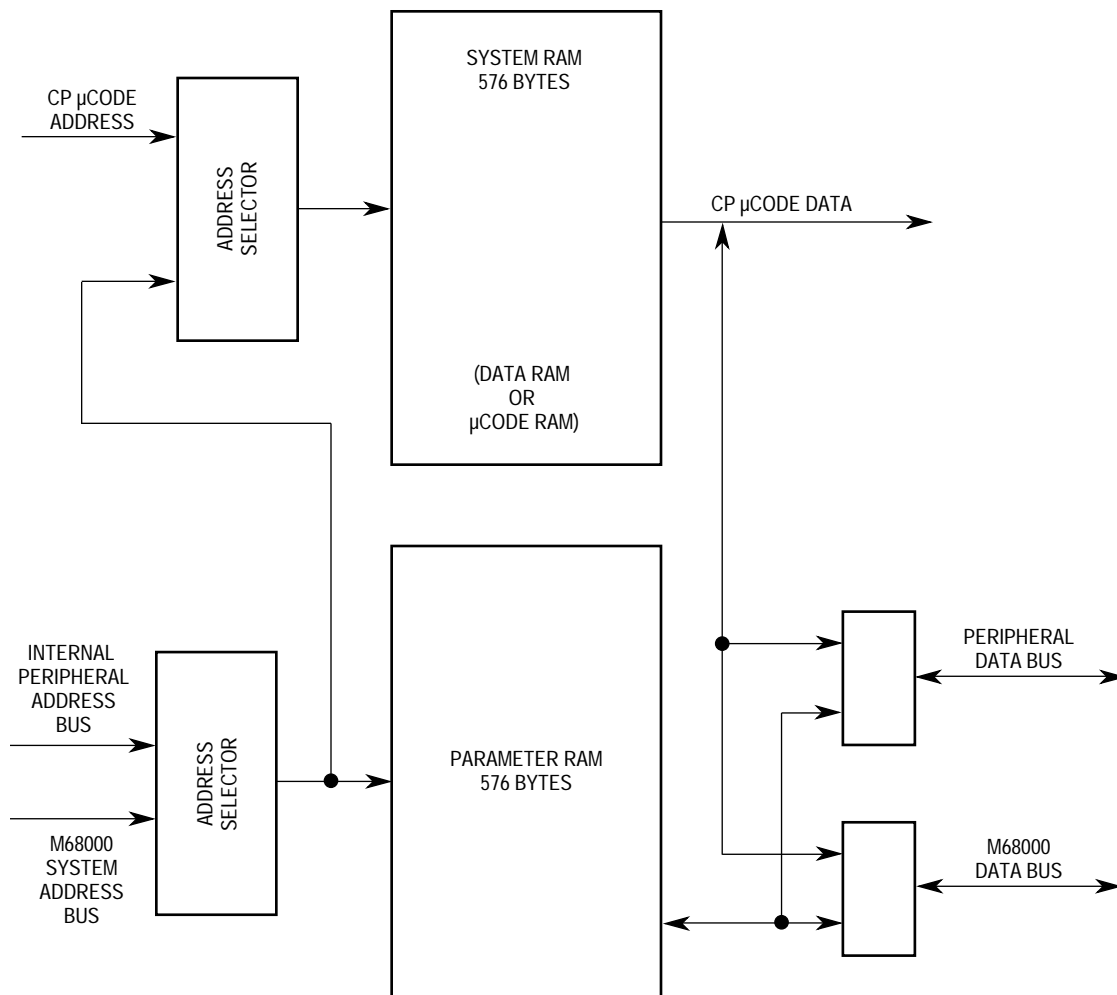 SYSTEM RAM
576 BYTES
CP µCODE
ADDRESS
ADDRESS
SELECTOR
CP µCODE DATA
(DATA RAM
OR
µCODE RAM)
INTERNAL
PERIPHERAL
ADDRESS
BUS
ADDRESS
SELECTOR
M68000
SYSTEM
ADDRESS
BUS
PARAMETER RAM
576 BYTES
PERIPHERAL
DATA BUS
M68000
DATA BUS